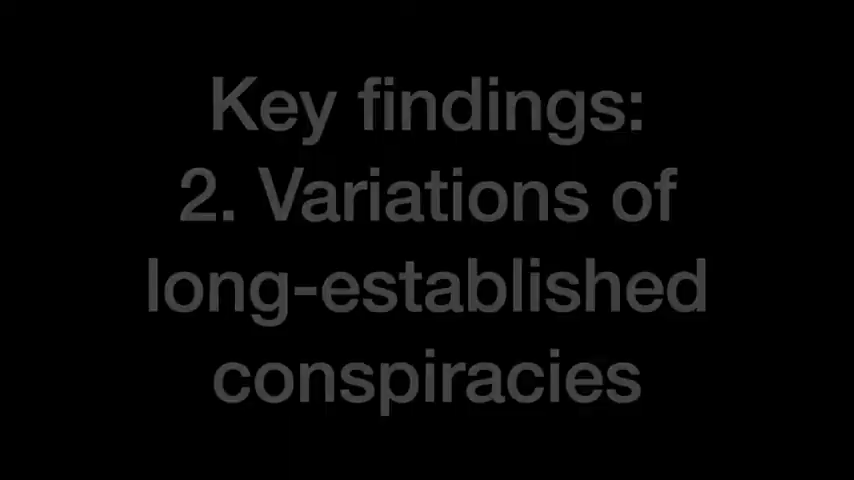 Key findings:
2. Variations of
long-established
conspiracies